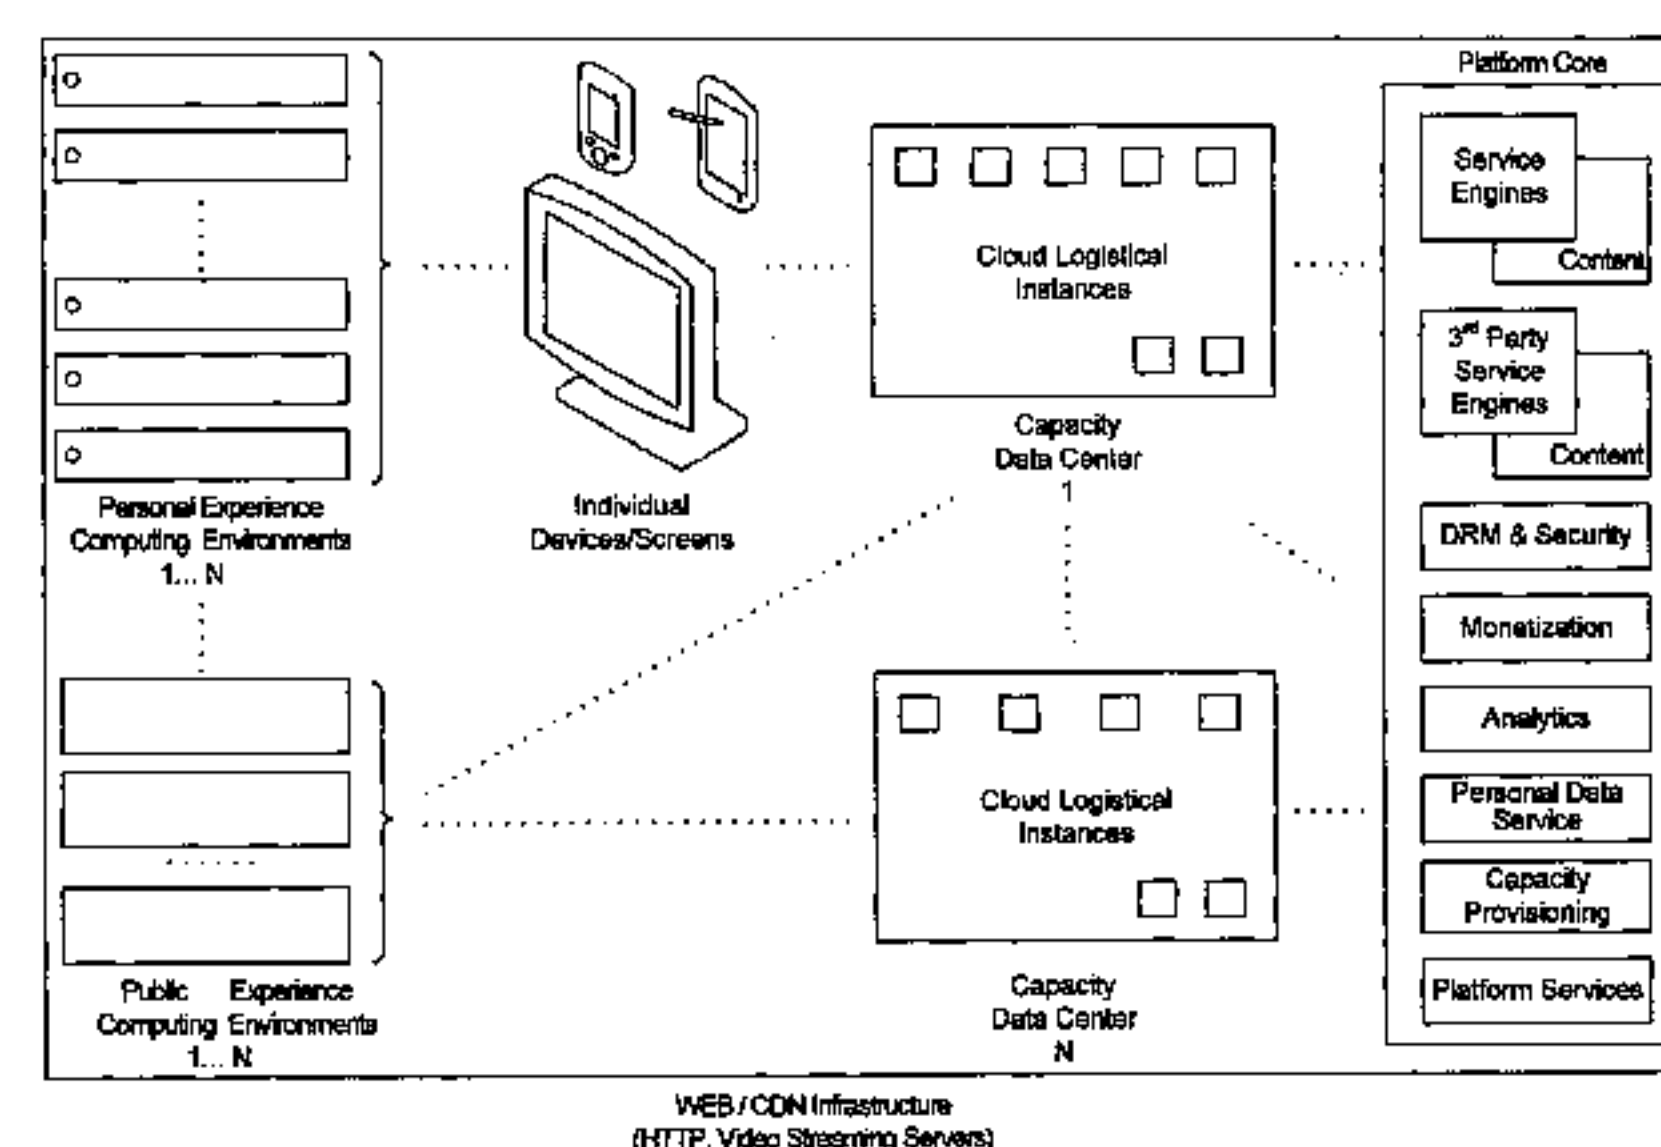 Platform Core
Service
Engines
Content
3rd Party
Service
Engines
Content
DRM & Security
Monetization
Analytics
Personal Data
Service
Capacity
Provisioning
Platform Services
Cloud Logistical
Instances
Capacity
Data Center
1
Individual
Devices/Screens
Personal Experience
Computing Environments
1... N
Cloud Logistical
Instances
Capacity
Data Center
N
Public Experience
Computing Environments
1... N
WEB / CDN Infrastructure
(HTTP, Video Streaming Servers)